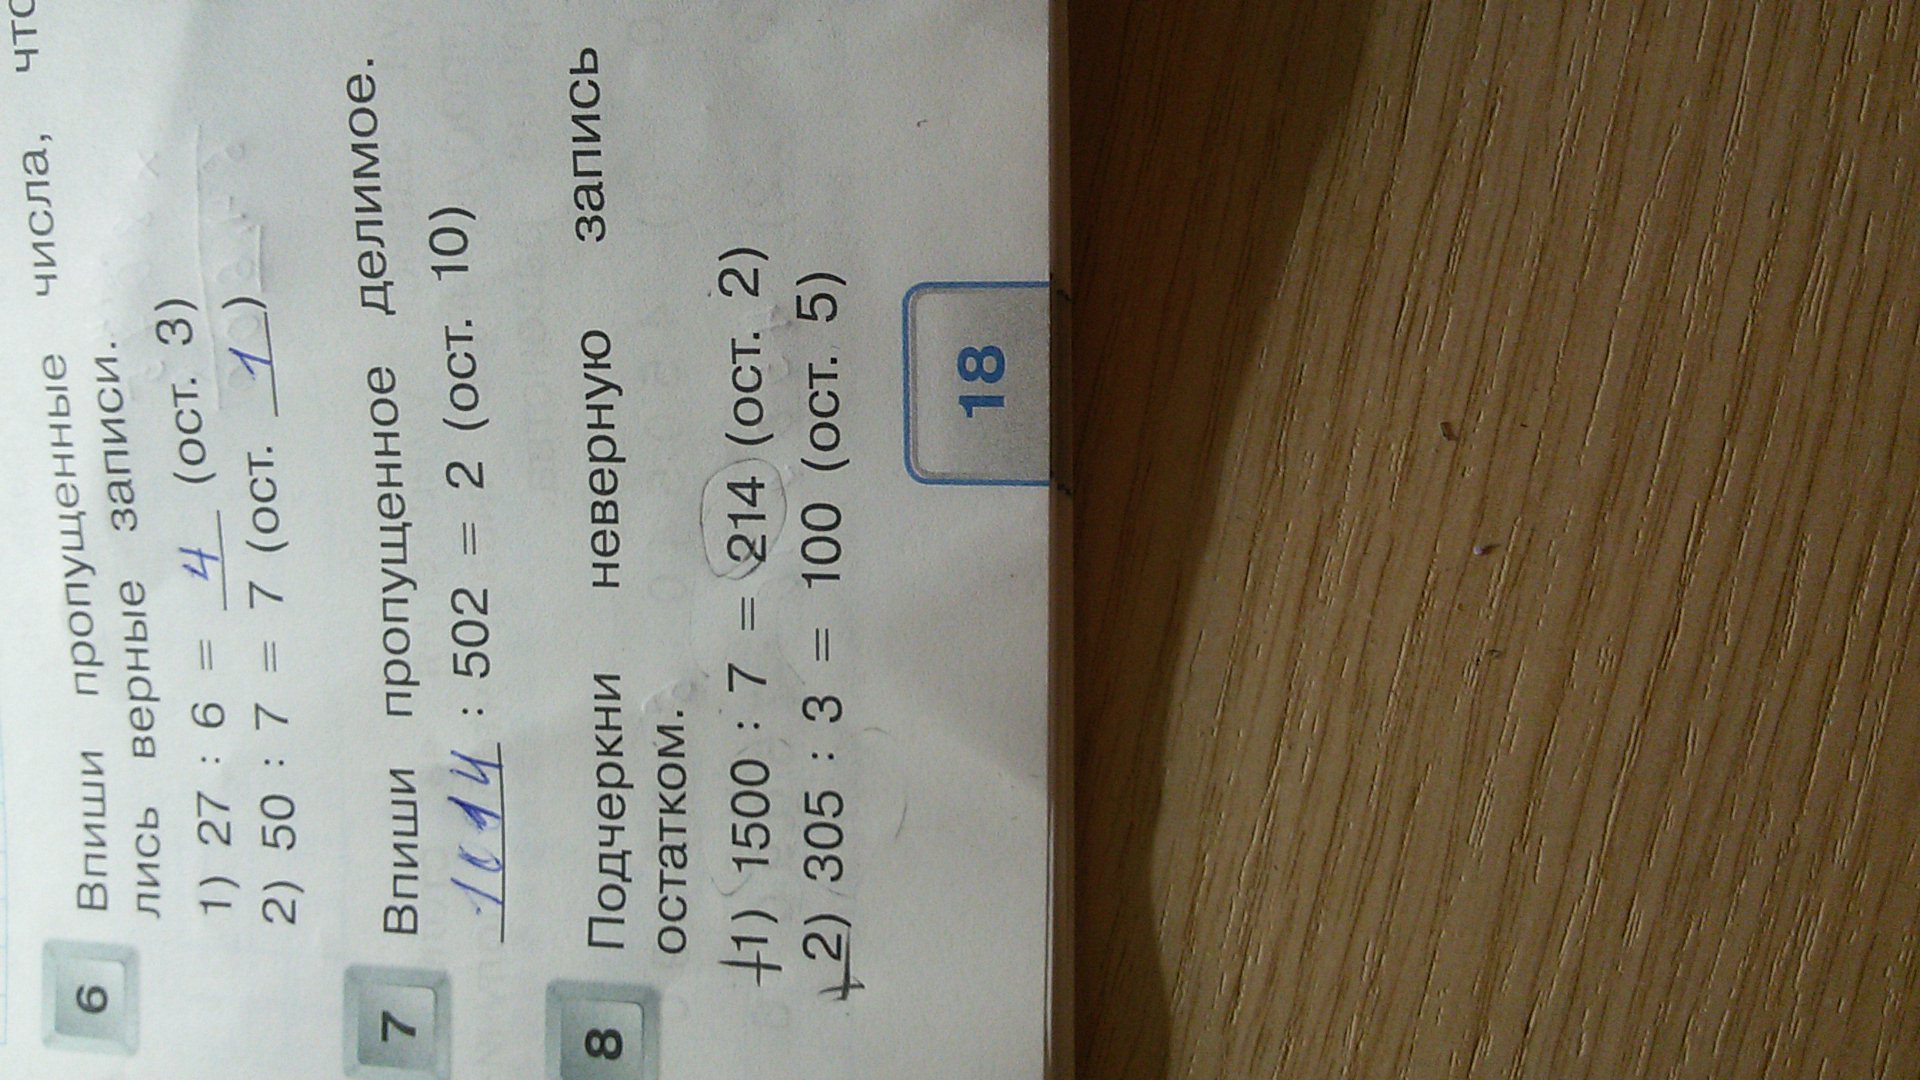 6 Впиши пропущенные числа, что
лись верные записи.
1) 27 : 6 = 4 (ост. 3)
2) 50 : 7 = 7 (ост. 1)
7 Впиши пропущенное делимое.
1014 : 502 = 2 (ост. 10)
8 Подчеркни неверную запись
остатком.
1) 1500 : 7 = 214 (ост. 2)
2) 305 : 3 = 100 (ост. 5)
18